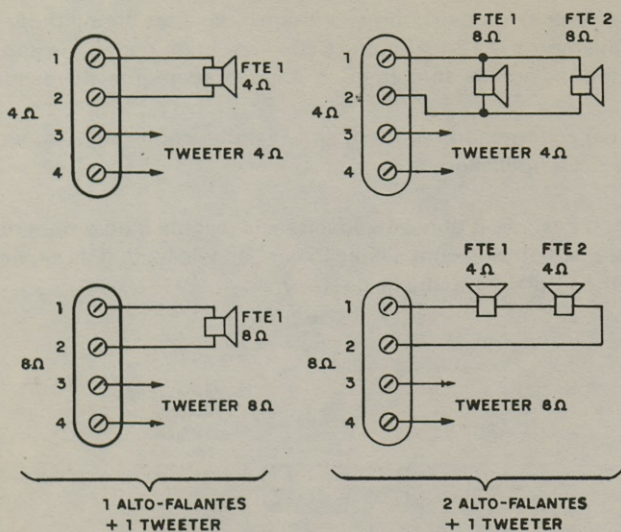 1
2
3
4
4Ω
FTE 1
4Ω
TWEETER 4Ω
FTE 1
8Ω
FTE 2
8Ω
1
2
3
4
4Ω
TWEETER 4Ω
1
2
3
4
8Ω
FTE 1
8Ω
TWEETER 8Ω
FTE 1
4Ω
FTE 2
4Ω
1
2
3
4
8Ω
TWEETER 8Ω
1 ALTO-FALANTES
+ 1 TWEETER
2 ALTO-FALANTES
+ 1 TWEETER